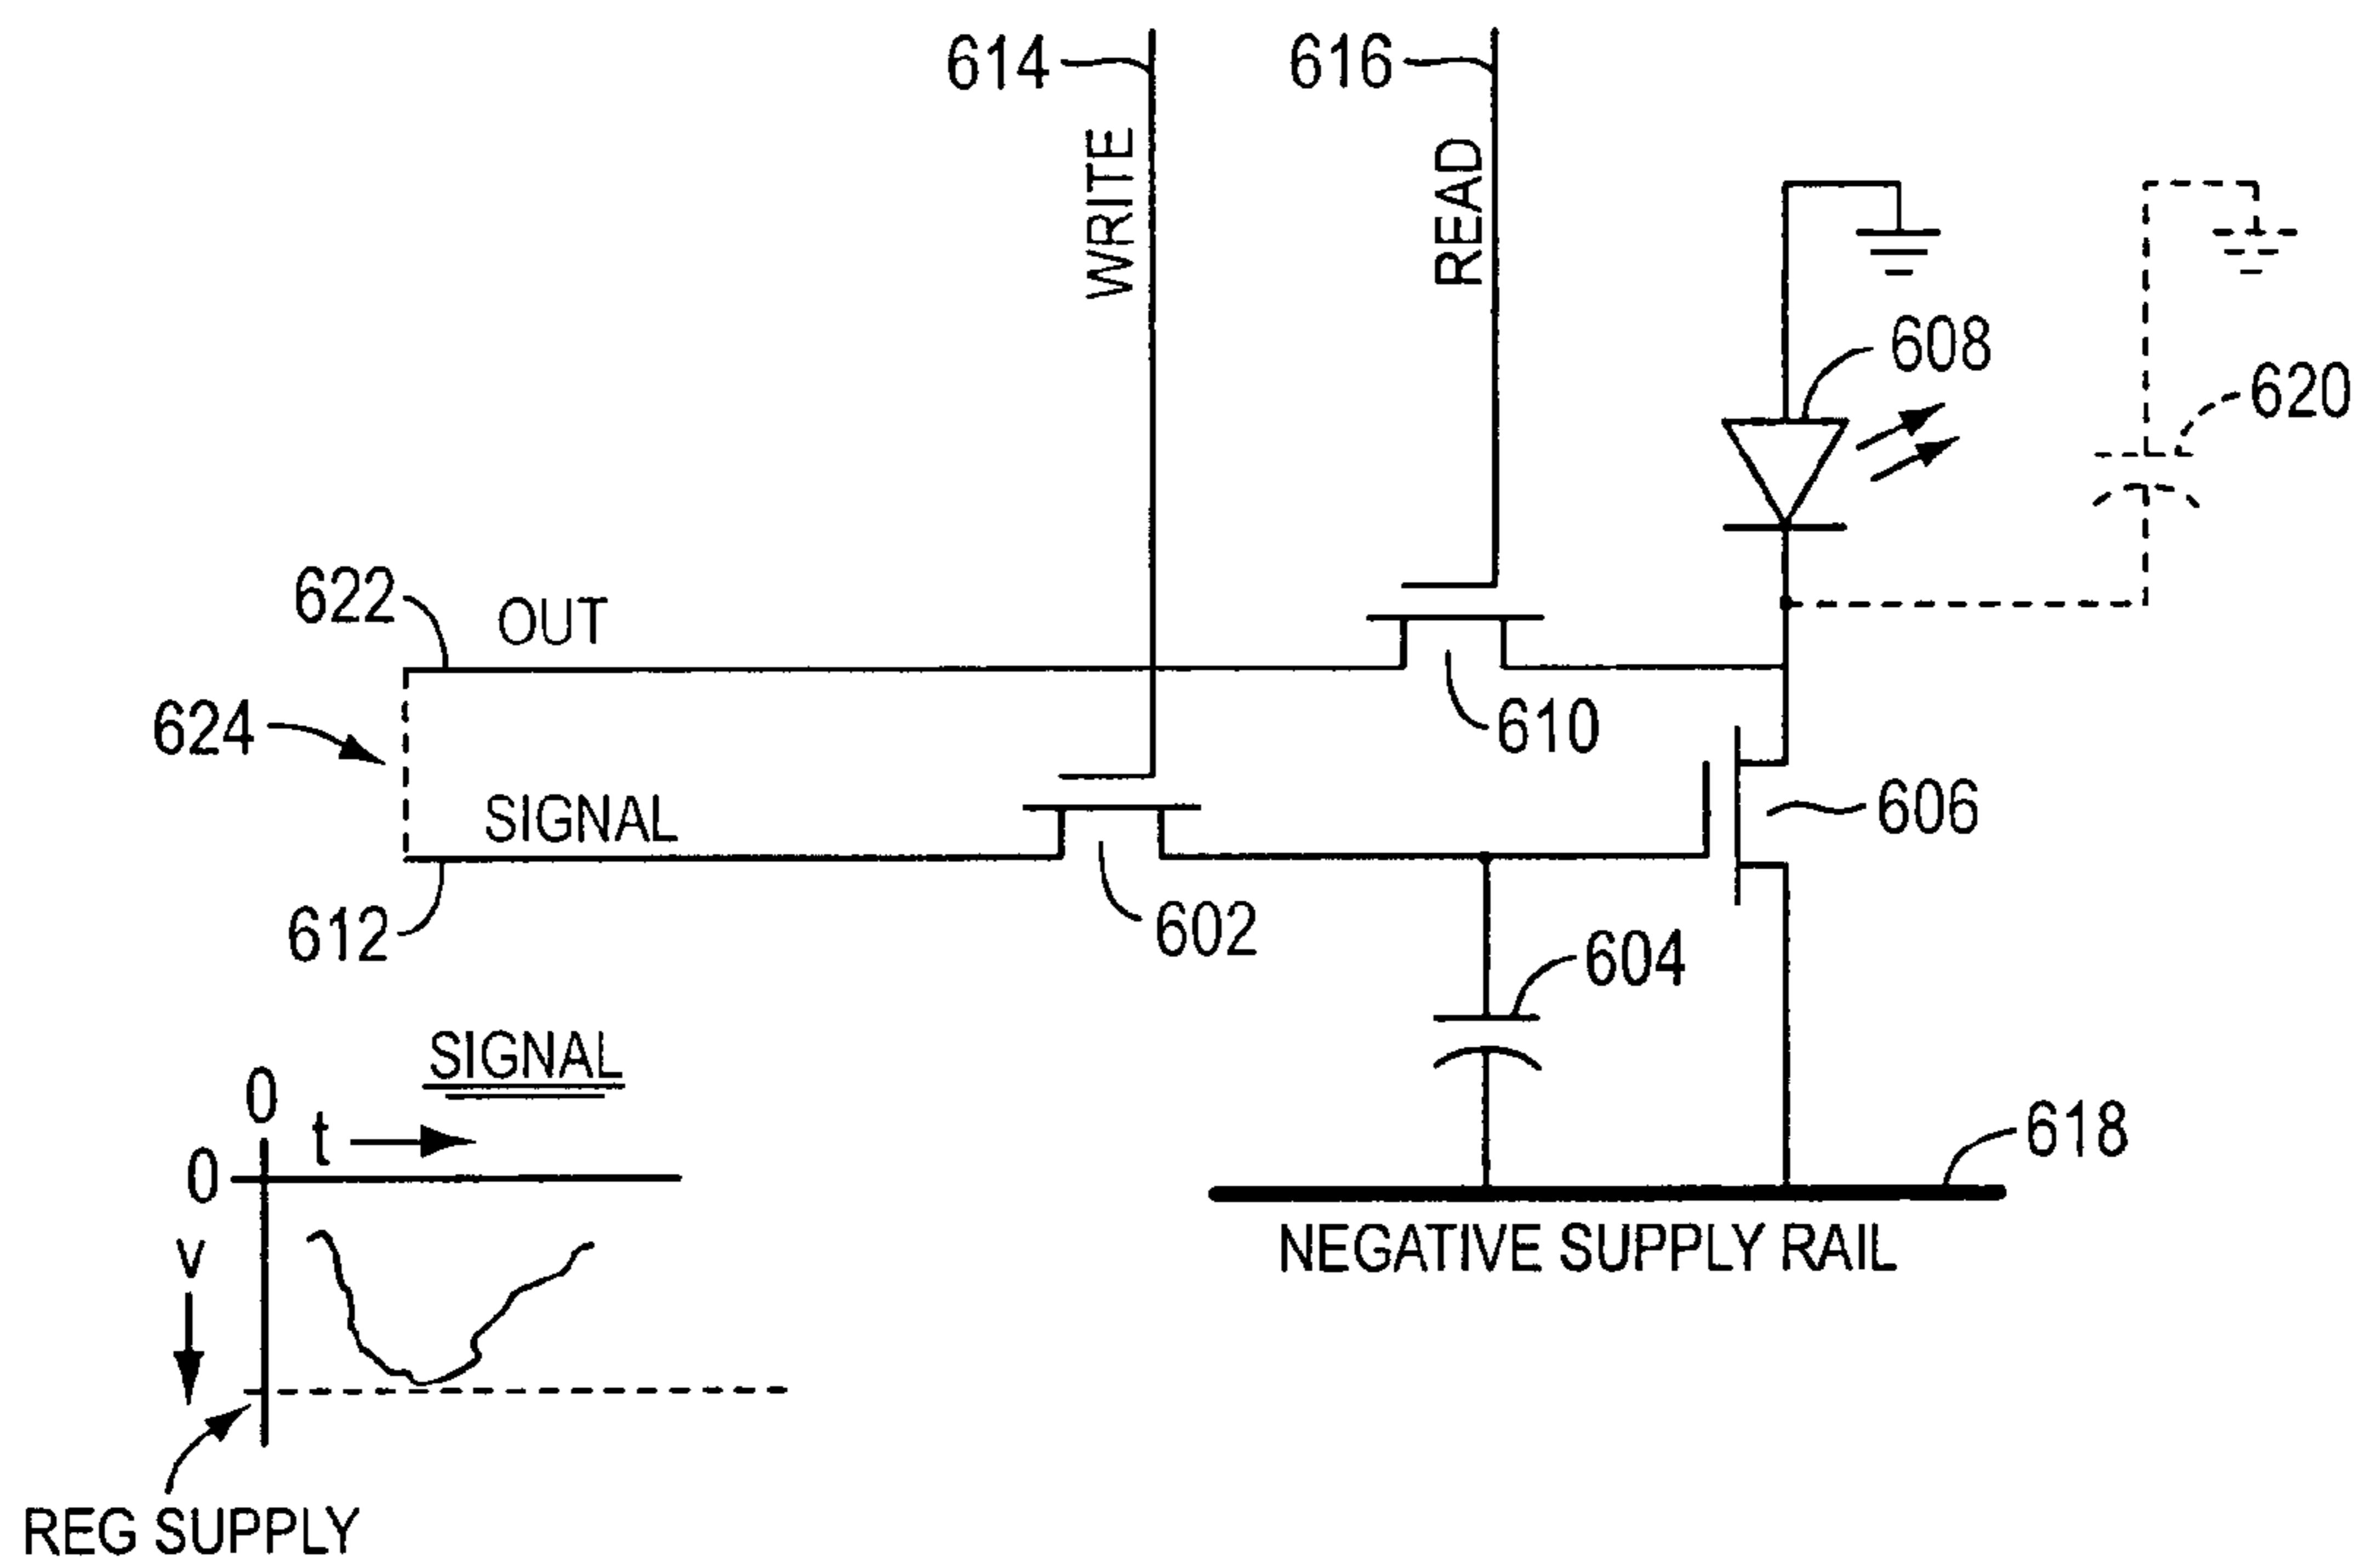 614
616
WRITE
READ
608
620
622
OUT
624
610
SIGNAL
606
612
602
604
SIGNAL
0
t
0
618
v
NEGATIVE SUPPLY RAIL
REG SUPPLY